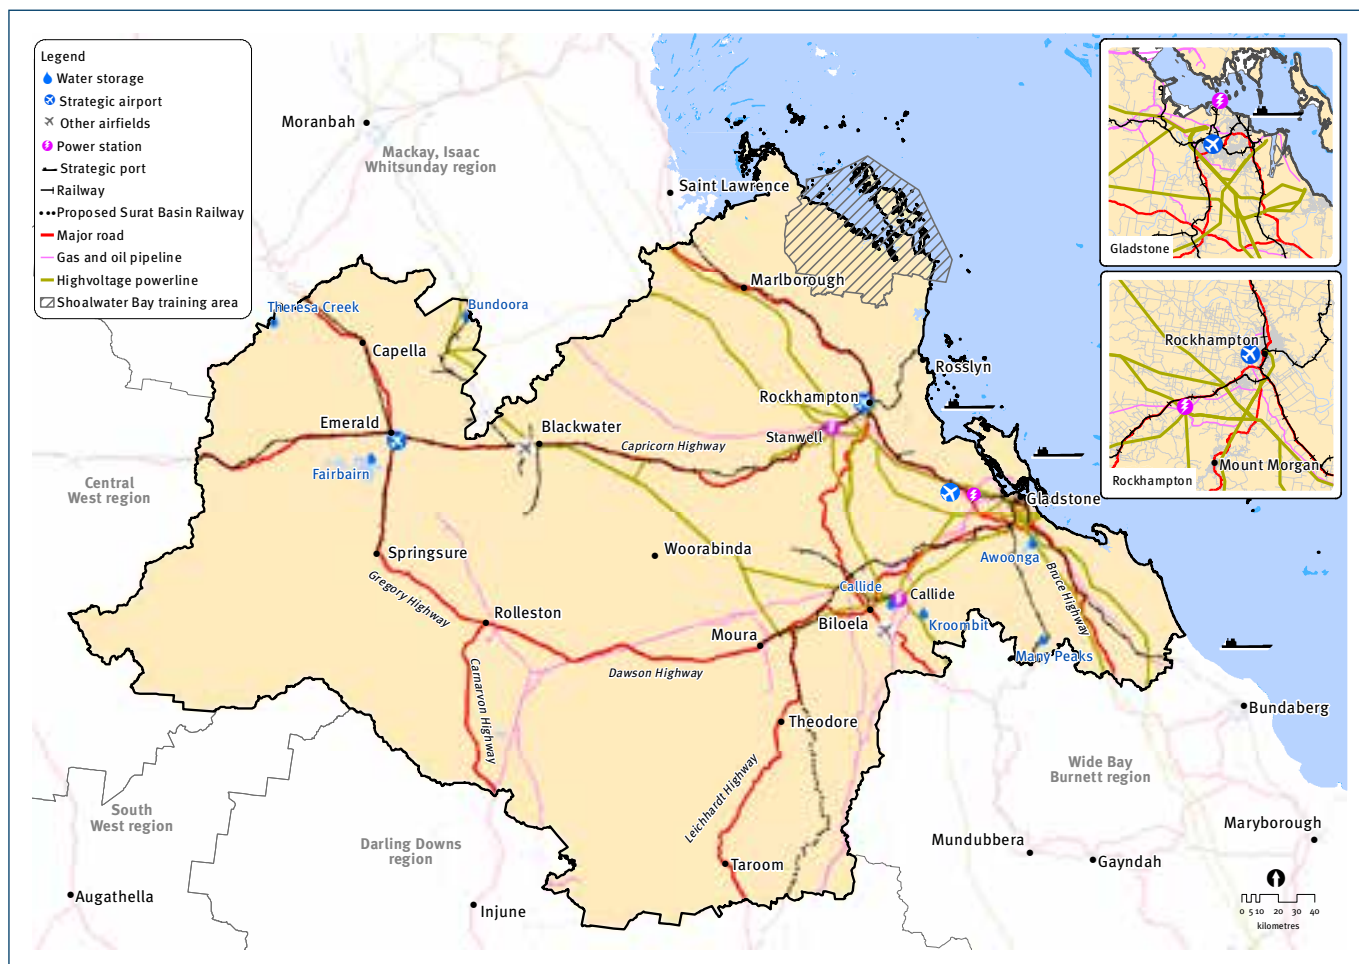 Legend
Water storage
Strategic airport
Other airfields
Power station
Strategic port
Railway
Proposed Surat Basin Railway
Major road
Gas and oil pipeline
Highvoltage powerline
Shoalwater Bay training area
Moranbah
Mackay, Isaac
Whitsunday region
Saint Lawrence
Gladstone
Marlborough
Theresa Creek
Bundoora
Capella
Rosslyn
Rockhampton
Rockhampton
Mount Morgan
Rockhampton
Emerald
Blackwater
Stanwell
Capricorn Highway
Fairbairn
Central
West region
Gladstone
Springsure
Woorabinda
Awoonga
Bruce Highway
Gregory Highway
Callide
Callide
Rolleston
Biloela
Kroombit
Moura
Many Peaks
Dawson Highway
Carnarvon Highway
Theodore
Bundaberg
Leichhardt Highway
Wide Bay
Burnett region
South
West region
Darling Downs
region
Mundubbera
Maryborough
Gayndah
Taroom
Augathella
Injune
0 5 10 20 30 40
kilometres